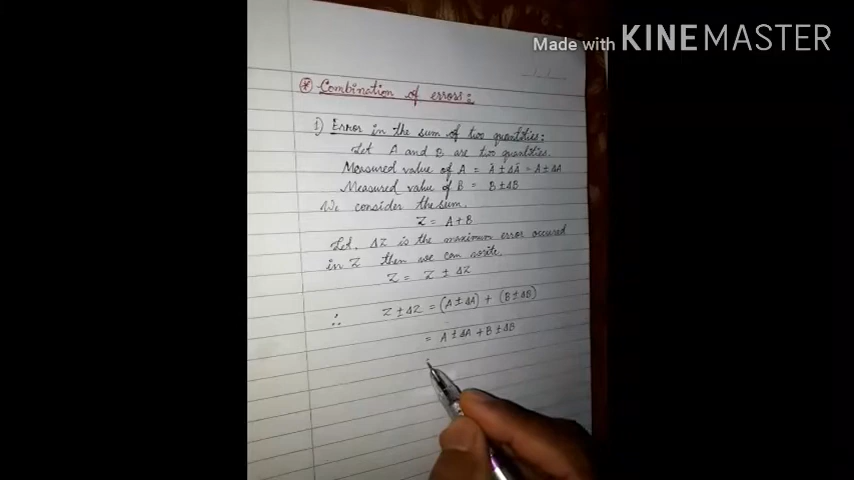 Made with KINEMASTER
⊛ Combination of errors :
1) Error in the sum of two quantities :
Let A and B are two quantities.
Measured value of A = A ± ΔA = A ± ΔA
Measured value of B = B ± ΔB
We consider the sum.
Z = A + B
Let, ΔZ is the maximum error occured
in Z then we can write.
Z = Z ± ΔZ
∴ Z ± ΔZ = (A ± ΔA) + (B ± ΔB)
= A ± ΔA + B ± ΔB